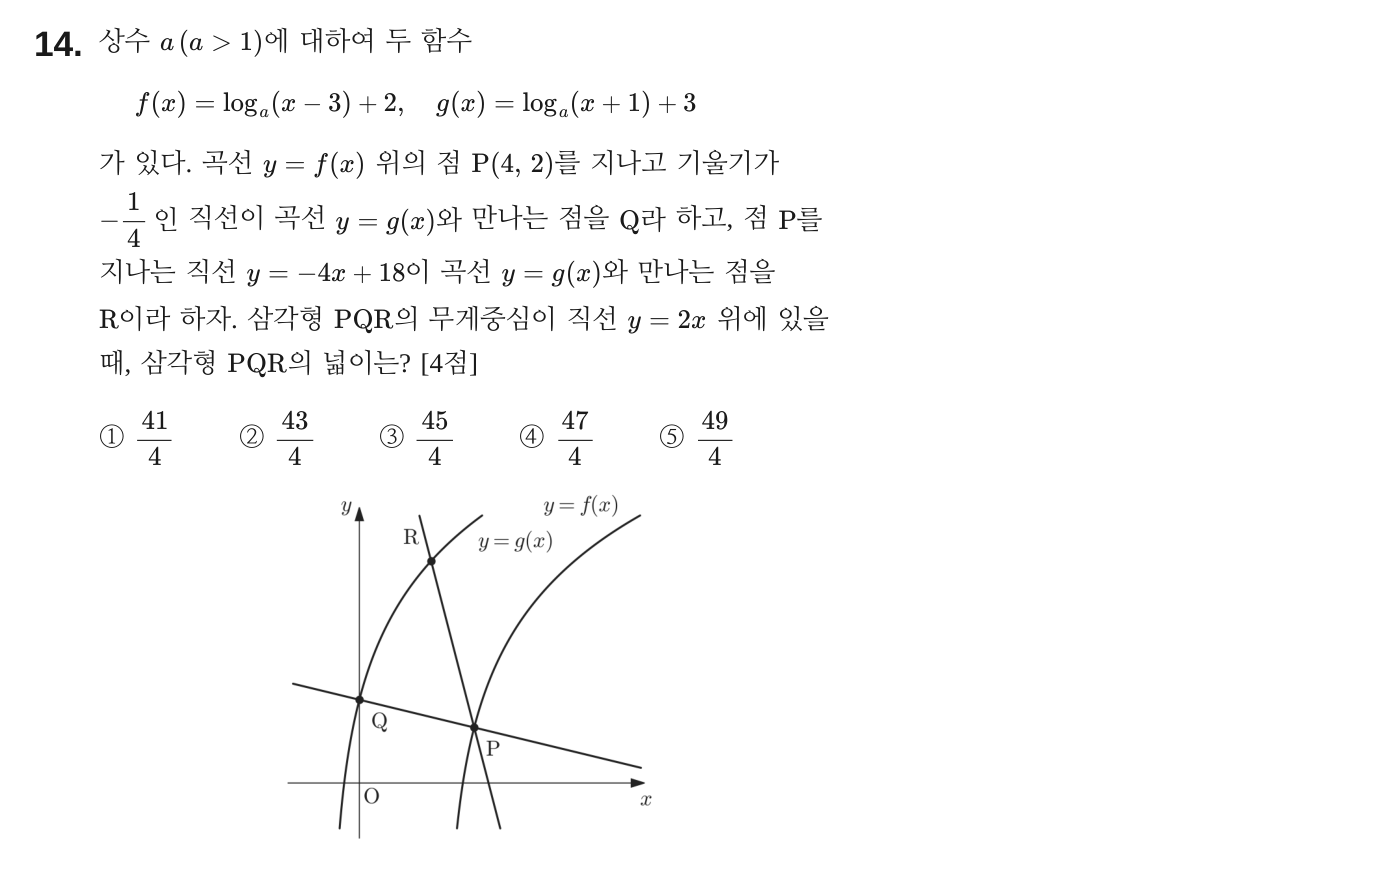 14. 상수 a(a > 1)에 대하여 두 함수
f(x) = logₐ(x − 3) + 2, g(x) = logₐ(x + 1) + 3
가 있다. 곡선 y = f(x) 위의 점 P(4, 2)를 지나고 기울기가
−1/4 인 직선이 곡선 y = g(x)와 만나는 점을 Q라 하고, 점 P를
지나는 직선 y = −4x + 18이 곡선 y = g(x)와 만나는 점을
R이라 하자. 삼각형 PQR의 무게중심이 직선 y = 2x 위에 있을
때, 삼각형 PQR의 넓이는? [4점]
① 41/4 ② 43/4 ③ 45/4 ④ 47/4 ⑤ 49/4
y
y = f(x)
R
y = g(x)
Q
P
O
x